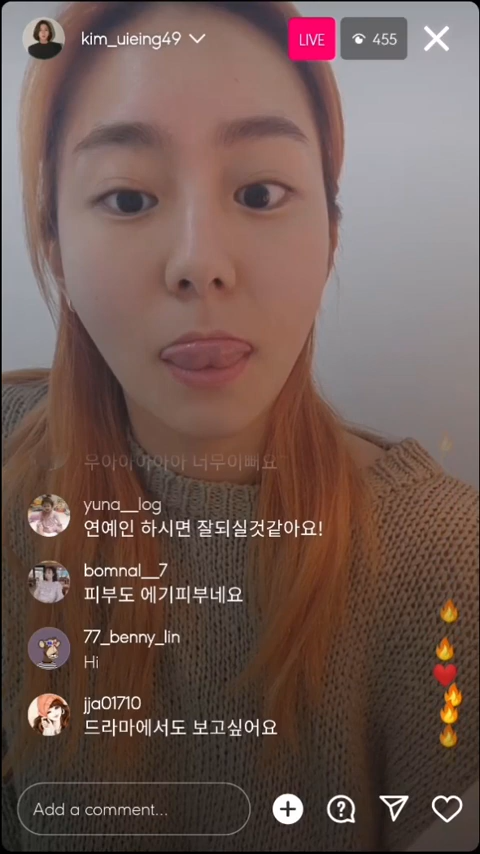 kim_uieing49
LIVE
455
우아아아아아 너무이뻐요
yuna__log
연예인 하시면 잘되실것같아요!
bomnal__7
피부도 에기피부네요
77_benny_lin
Hi
jja01710
드라마에서도 보고싶어요
Add a comment...